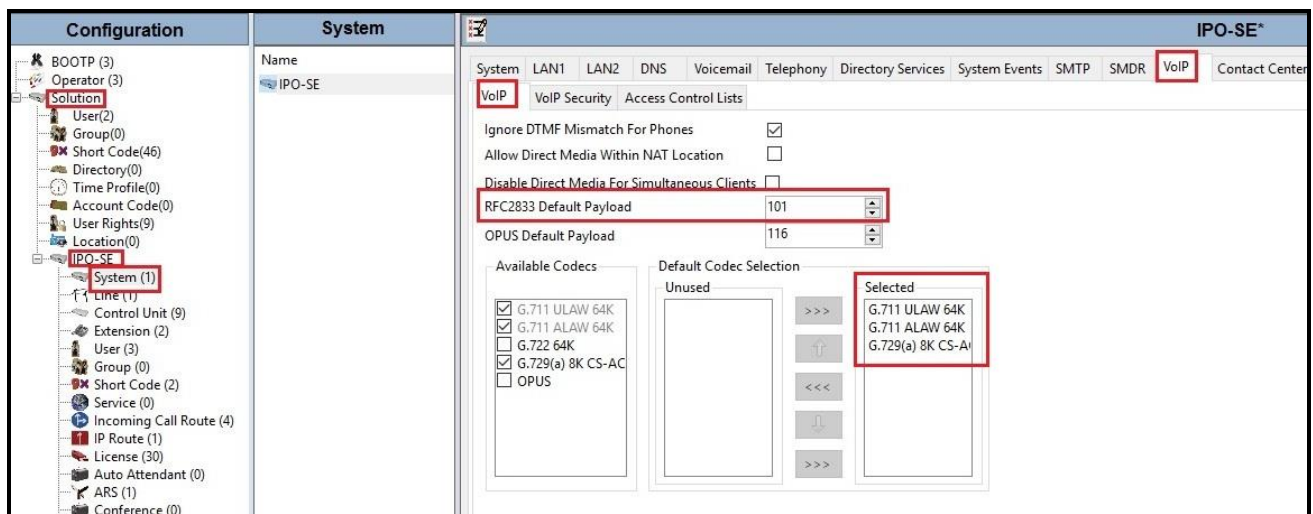 Configuration
BOOTP (3)
Operator (3)
Solution
User(2)
Group(0)
Short Code(46)
Directory(0)
Time Profile(0)
Account Code(0)
User Rights(9)
Location(0)
IPO-SE
System (1)
Line (1)
Control Unit (9)
Extension (2)
User (3)
Group (0)
Short Code (2)
Service (0)
Incoming Call Route (4)
IP Route (1)
License (30)
Auto Attendant (0)
ARS (1)
Conference (0)
System
Name
IPO-SE
IPO-SE*
System LAN1 LAN2 DNS Voicemail Telephony Directory Services System Events SMTP SMDR VoIP Contact Center
VoIP VoIP Security Access Control Lists
Ignore DTMF Mismatch For Phones
Allow Direct Media Within NAT Location
Disable Direct Media For Simultaneous Clients
RFC2833 Default Payload 101
OPUS Default Payload 116
Available Codecs
G.711 ULAW 64K
G.711 ALAW 64K
G.722 64K
G.729(a) 8K CS-AC
OPUS
Default Codec Selection
Unused
>>>
<<<
>>>
Selected
G.711 ULAW 64K
G.711 ALAW 64K
G.729(a) 8K CS-A